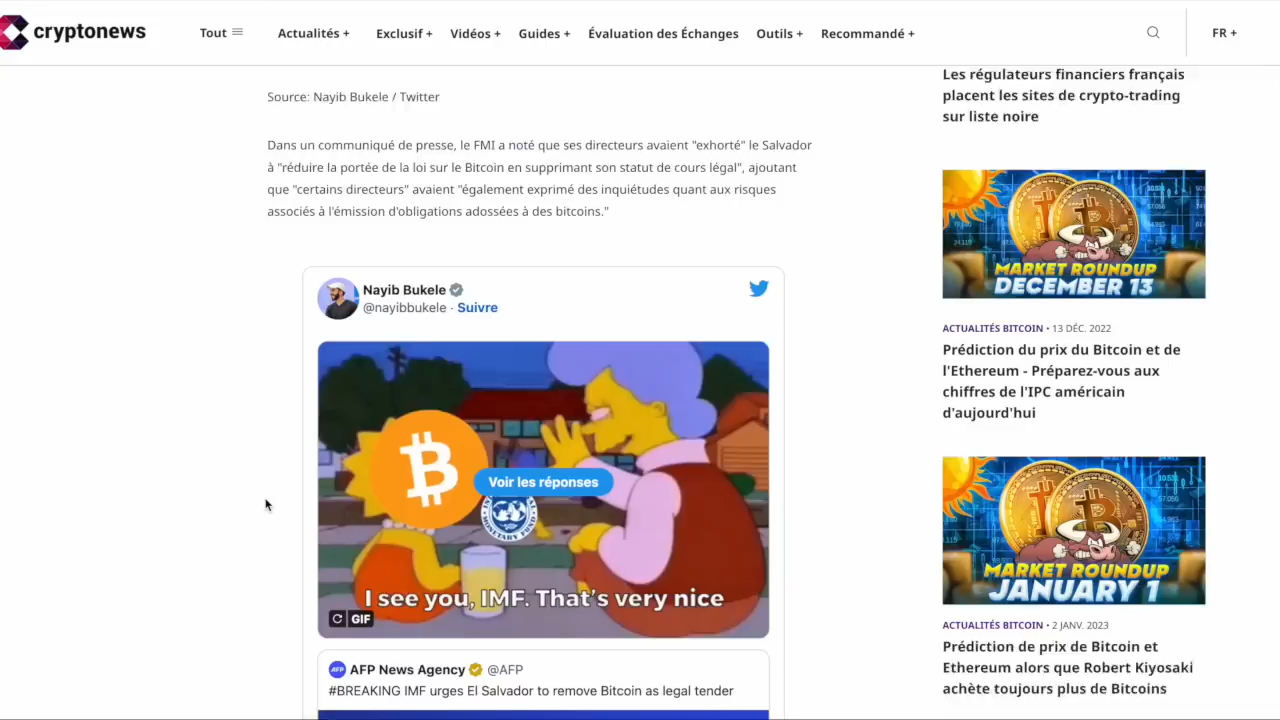 cryptonews
Tout
Actualités +
Exclusif +
Vidéos +
Guides +
Évaluation des Échanges
Outils +
Recommandé +
FR +
Source: Nayib Bukele / Twitter
Dans un communiqué de presse, le FMI a noté que ses directeurs avaient "exhorté" le Salvador
à "réduire la portée de la loi sur le Bitcoin en supprimant son statut de cours légal", ajoutant
que "certains directeurs" avaient "également exprimé des inquiétudes quant aux risques
associés à l'émission d'obligations adossées à des bitcoins."
Nayib Bukele
@nayibbukele · Suivre
Voir les réponses
MONETARY FUND
I see you, IMF. That's very nice
GIF
AFP
AFP News Agency @AFP
#BREAKING IMF urges El Salvador to remove Bitcoin as legal tender
Les régulateurs financiers français
placent les sites de crypto-trading
sur liste noire
MARKET ROUNDUP
DECEMBER 13
ACTUALITÉS BITCOIN • 13 DÉC. 2022
Prédiction du prix du Bitcoin et de
l'Ethereum - Préparez-vous aux
chiffres de l'IPC américain
d'aujourd'hui
MARKET ROUNDUP
JANUARY 1
ACTUALITÉS BITCOIN • 2 JANV. 2023
Prédiction de prix de Bitcoin et
Ethereum alors que Robert Kiyosaki
achète toujours plus de Bitcoins